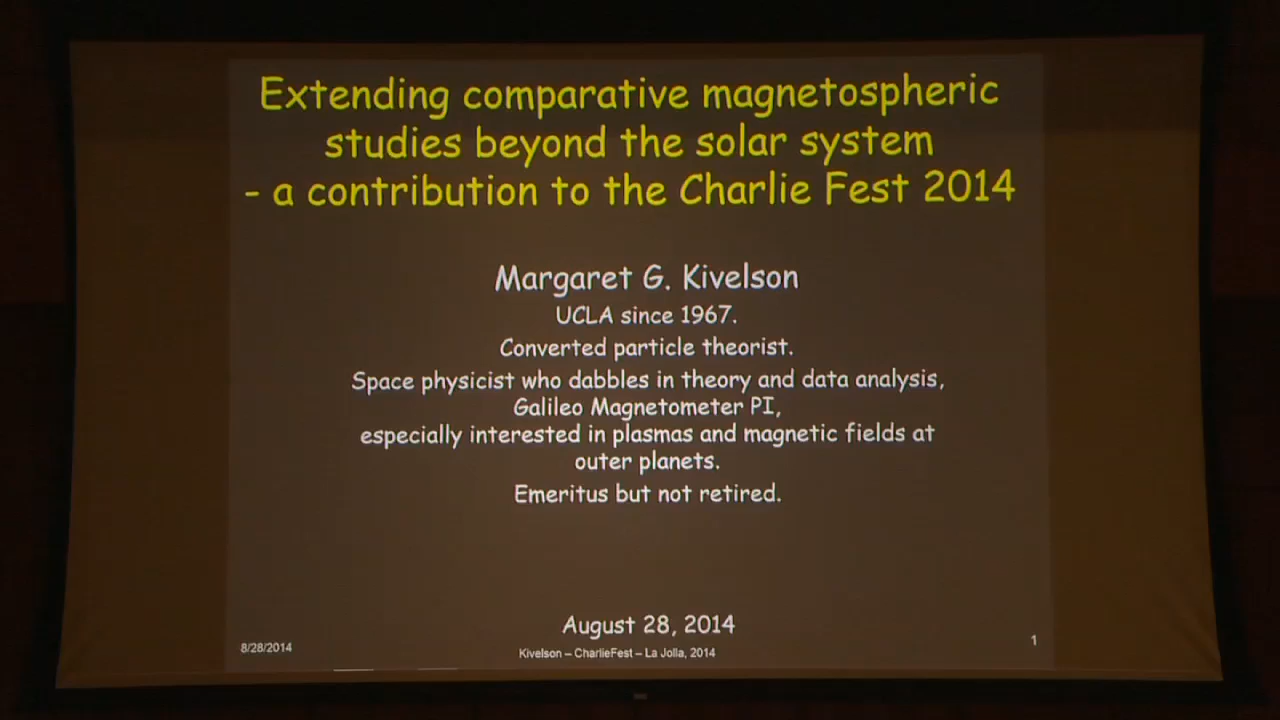 Extending comparative magnetospheric
studies beyond the solar system
- a contribution to the Charlie Fest 2014
Margaret G. Kivelson
UCLA since 1967.
Converted particle theorist.
Space physicist who dabbles in theory and data analysis,
Galileo Magnetometer PI,
especially interested in plasmas and magnetic fields at
outer planets.
Emeritus but not retired.
August 28, 2014
8/28/2014
Kivelson – CharlieFest – La Jolla, 2014
1